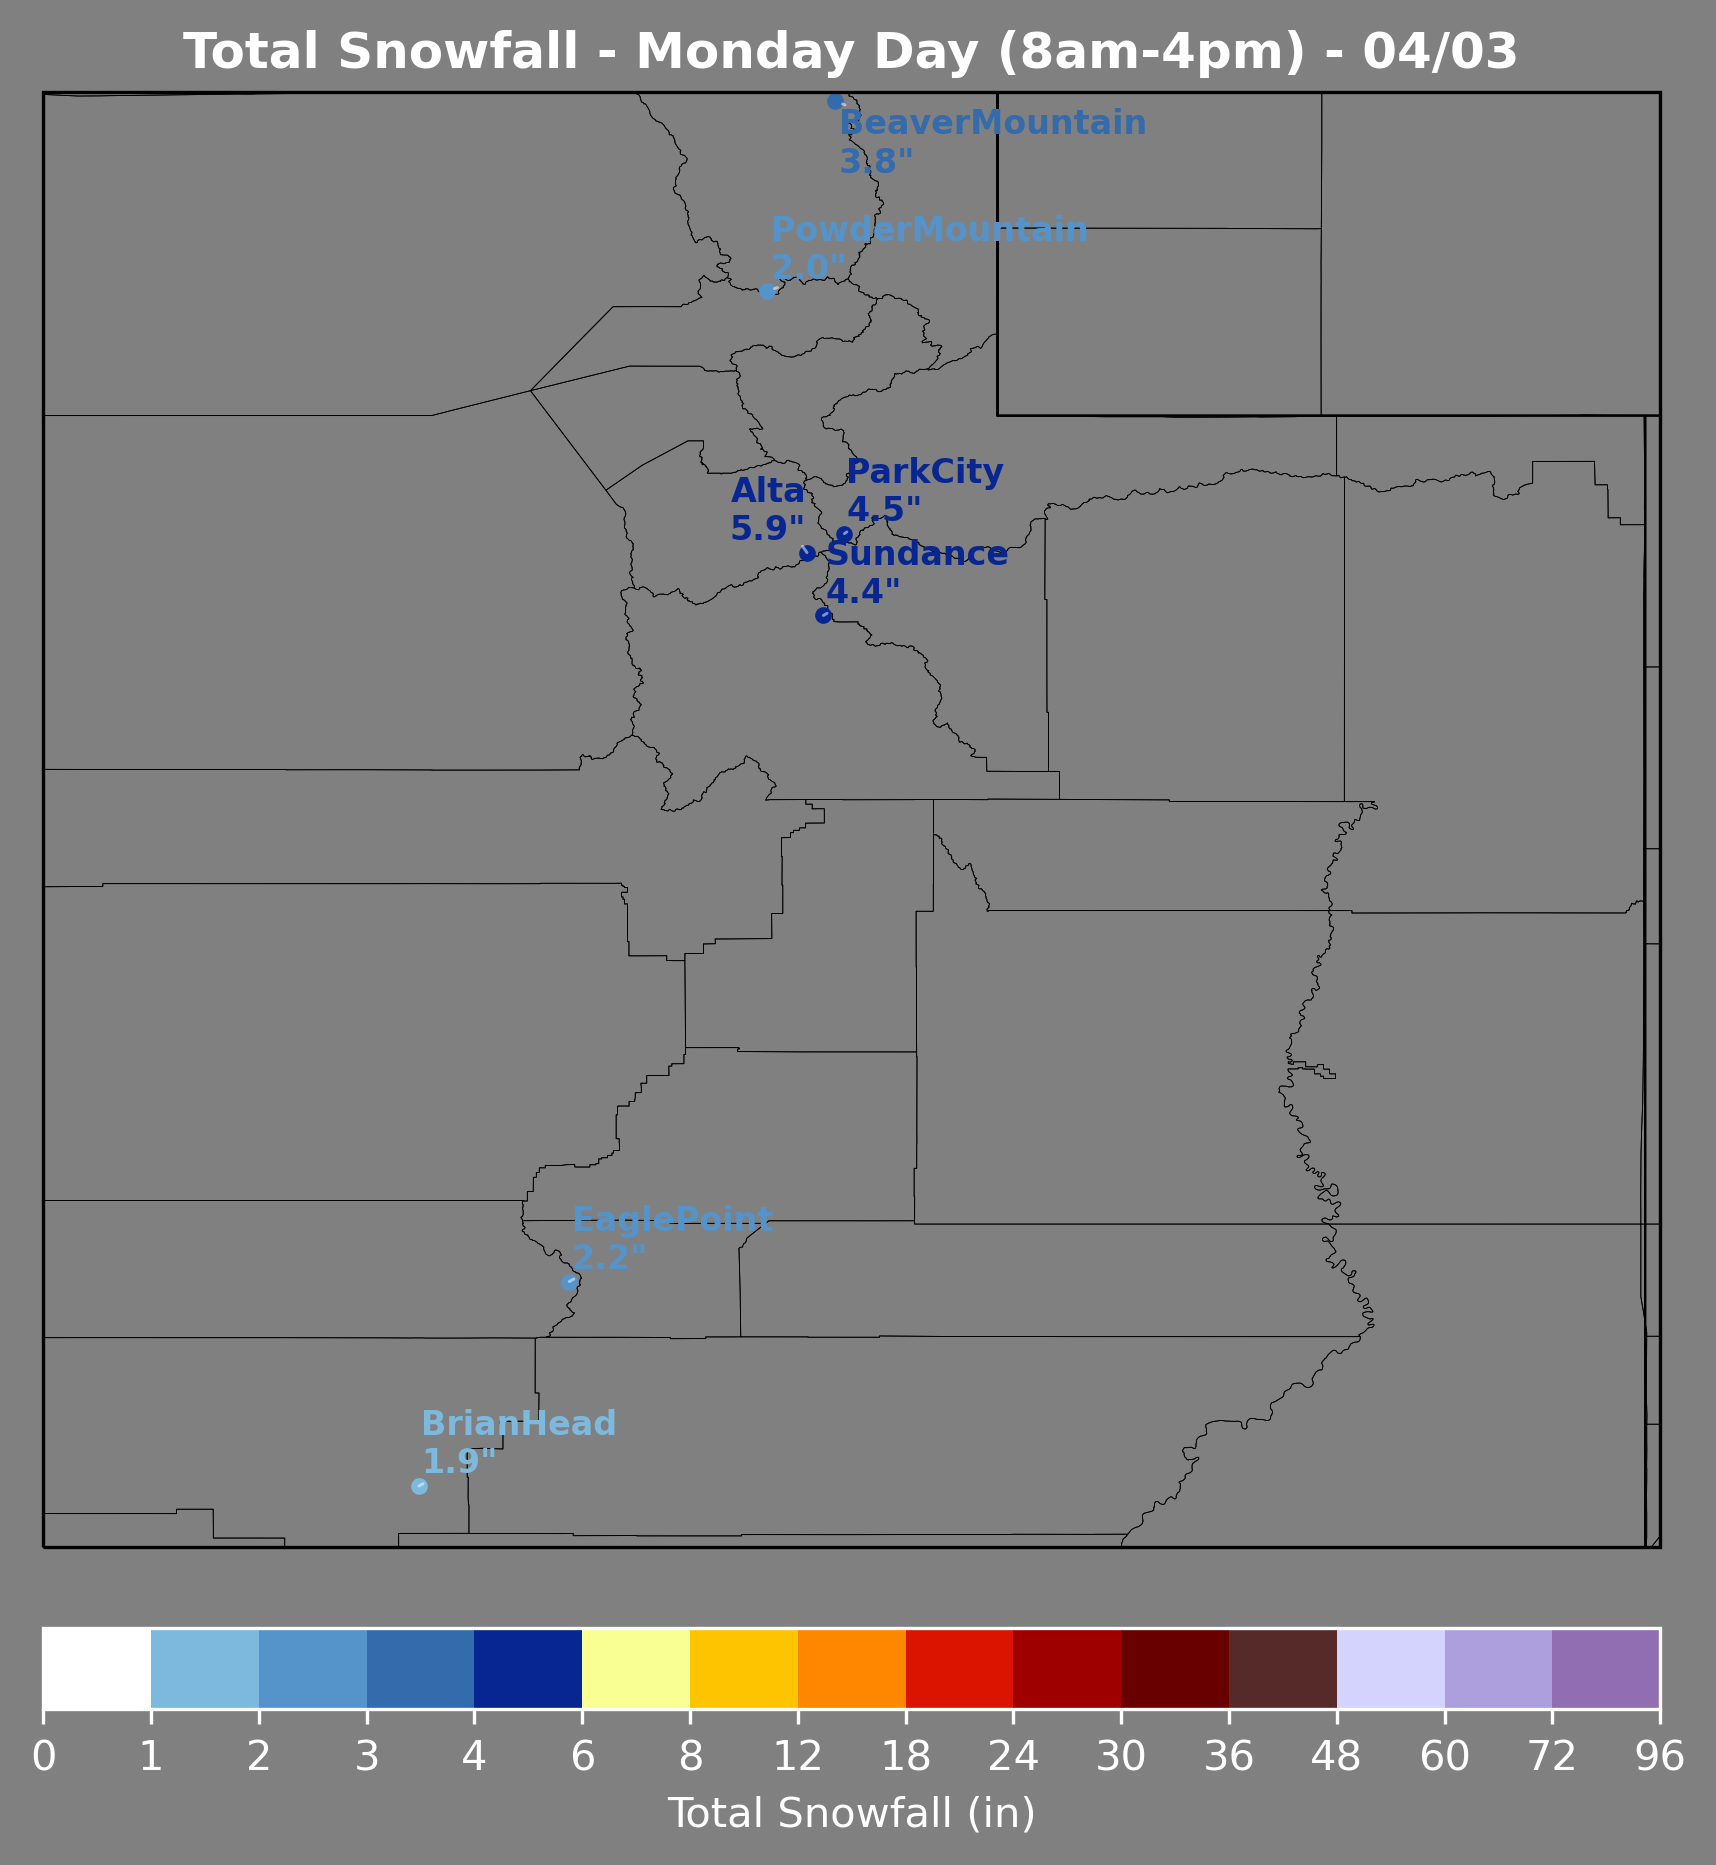 Total Snowfall - Monday Day (8am-4pm) - 04/03
BeaverMountain
3.8"
PowderMountain
2.0"
ParkCity
4.5"
Alta
5.9"
Sundance
4.4"
EaglePoint
2.2"
BrianHead
1.9"
0 1 2 3 4 6 8 12 18 24 30 36 48 60 72 96
Total Snowfall (in)